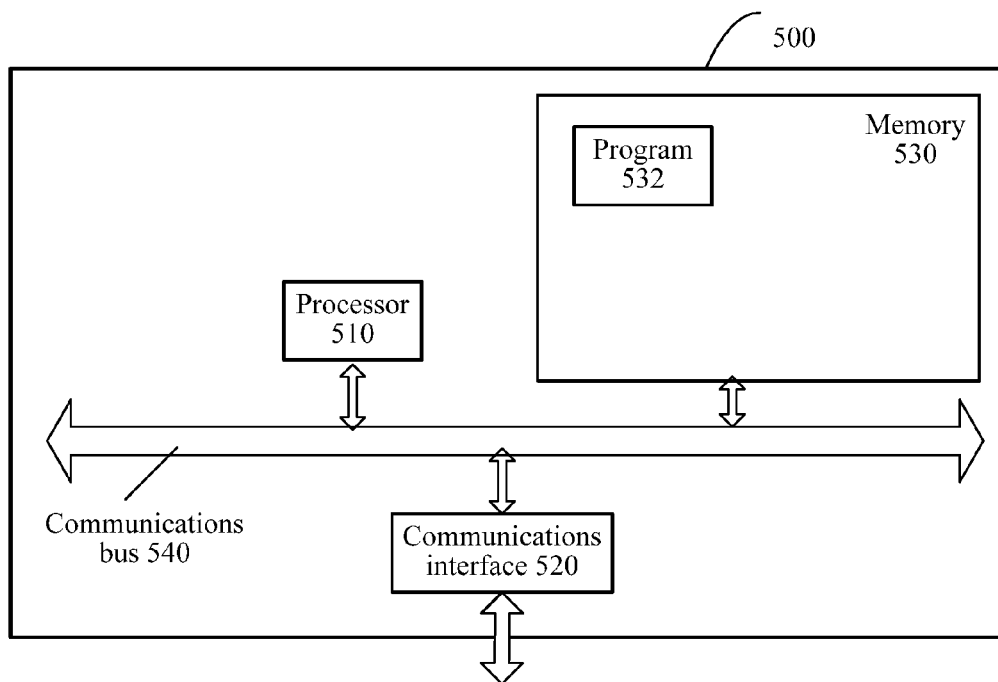 500
Memory
530
Program
532
Processor
510
Communications
bus 540
Communications
interface 520